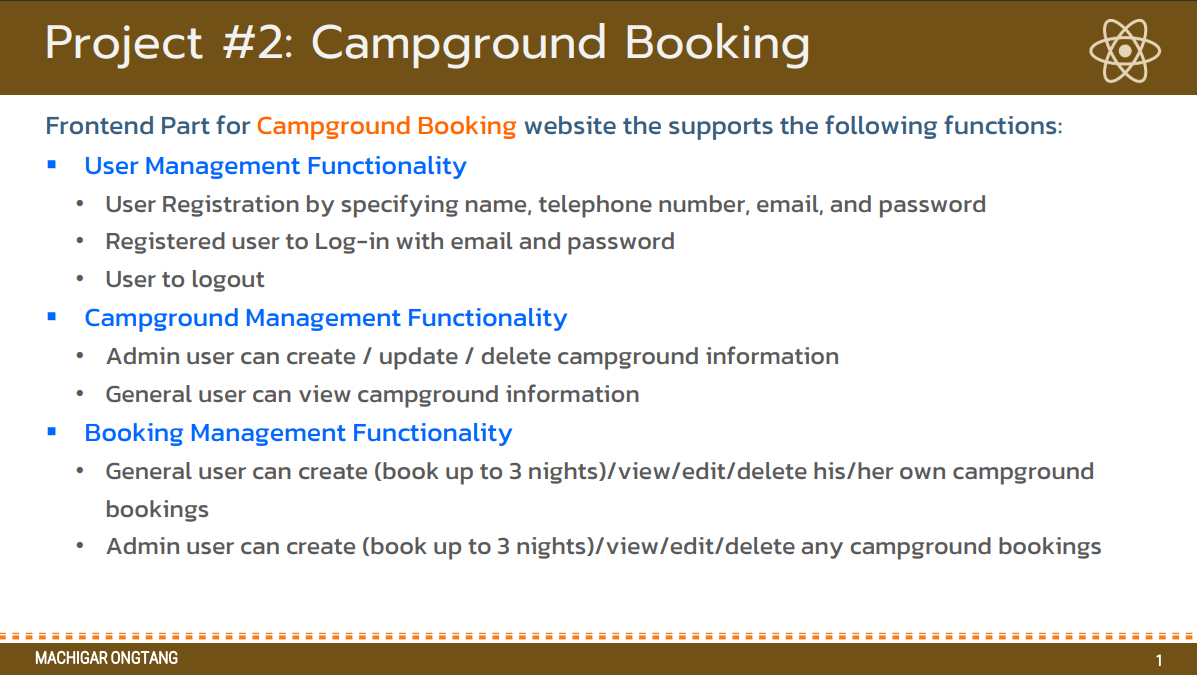 Project #2: Campground Booking
Frontend Part for Campground Booking website the supports the following functions:
▪ User Management Functionality
• User Registration by specifying name, telephone number, email, and password
• Registered user to Log-in with email and password
• User to logout
▪ Campground Management Functionality
• Admin user can create / update / delete campground information
• General user can view campground information
▪ Booking Management Functionality
• General user can create (book up to 3 nights)/view/edit/delete his/her own campground
bookings
• Admin user can create (book up to 3 nights)/view/edit/delete any campground bookings
MACHIGAR ONGTANG
1